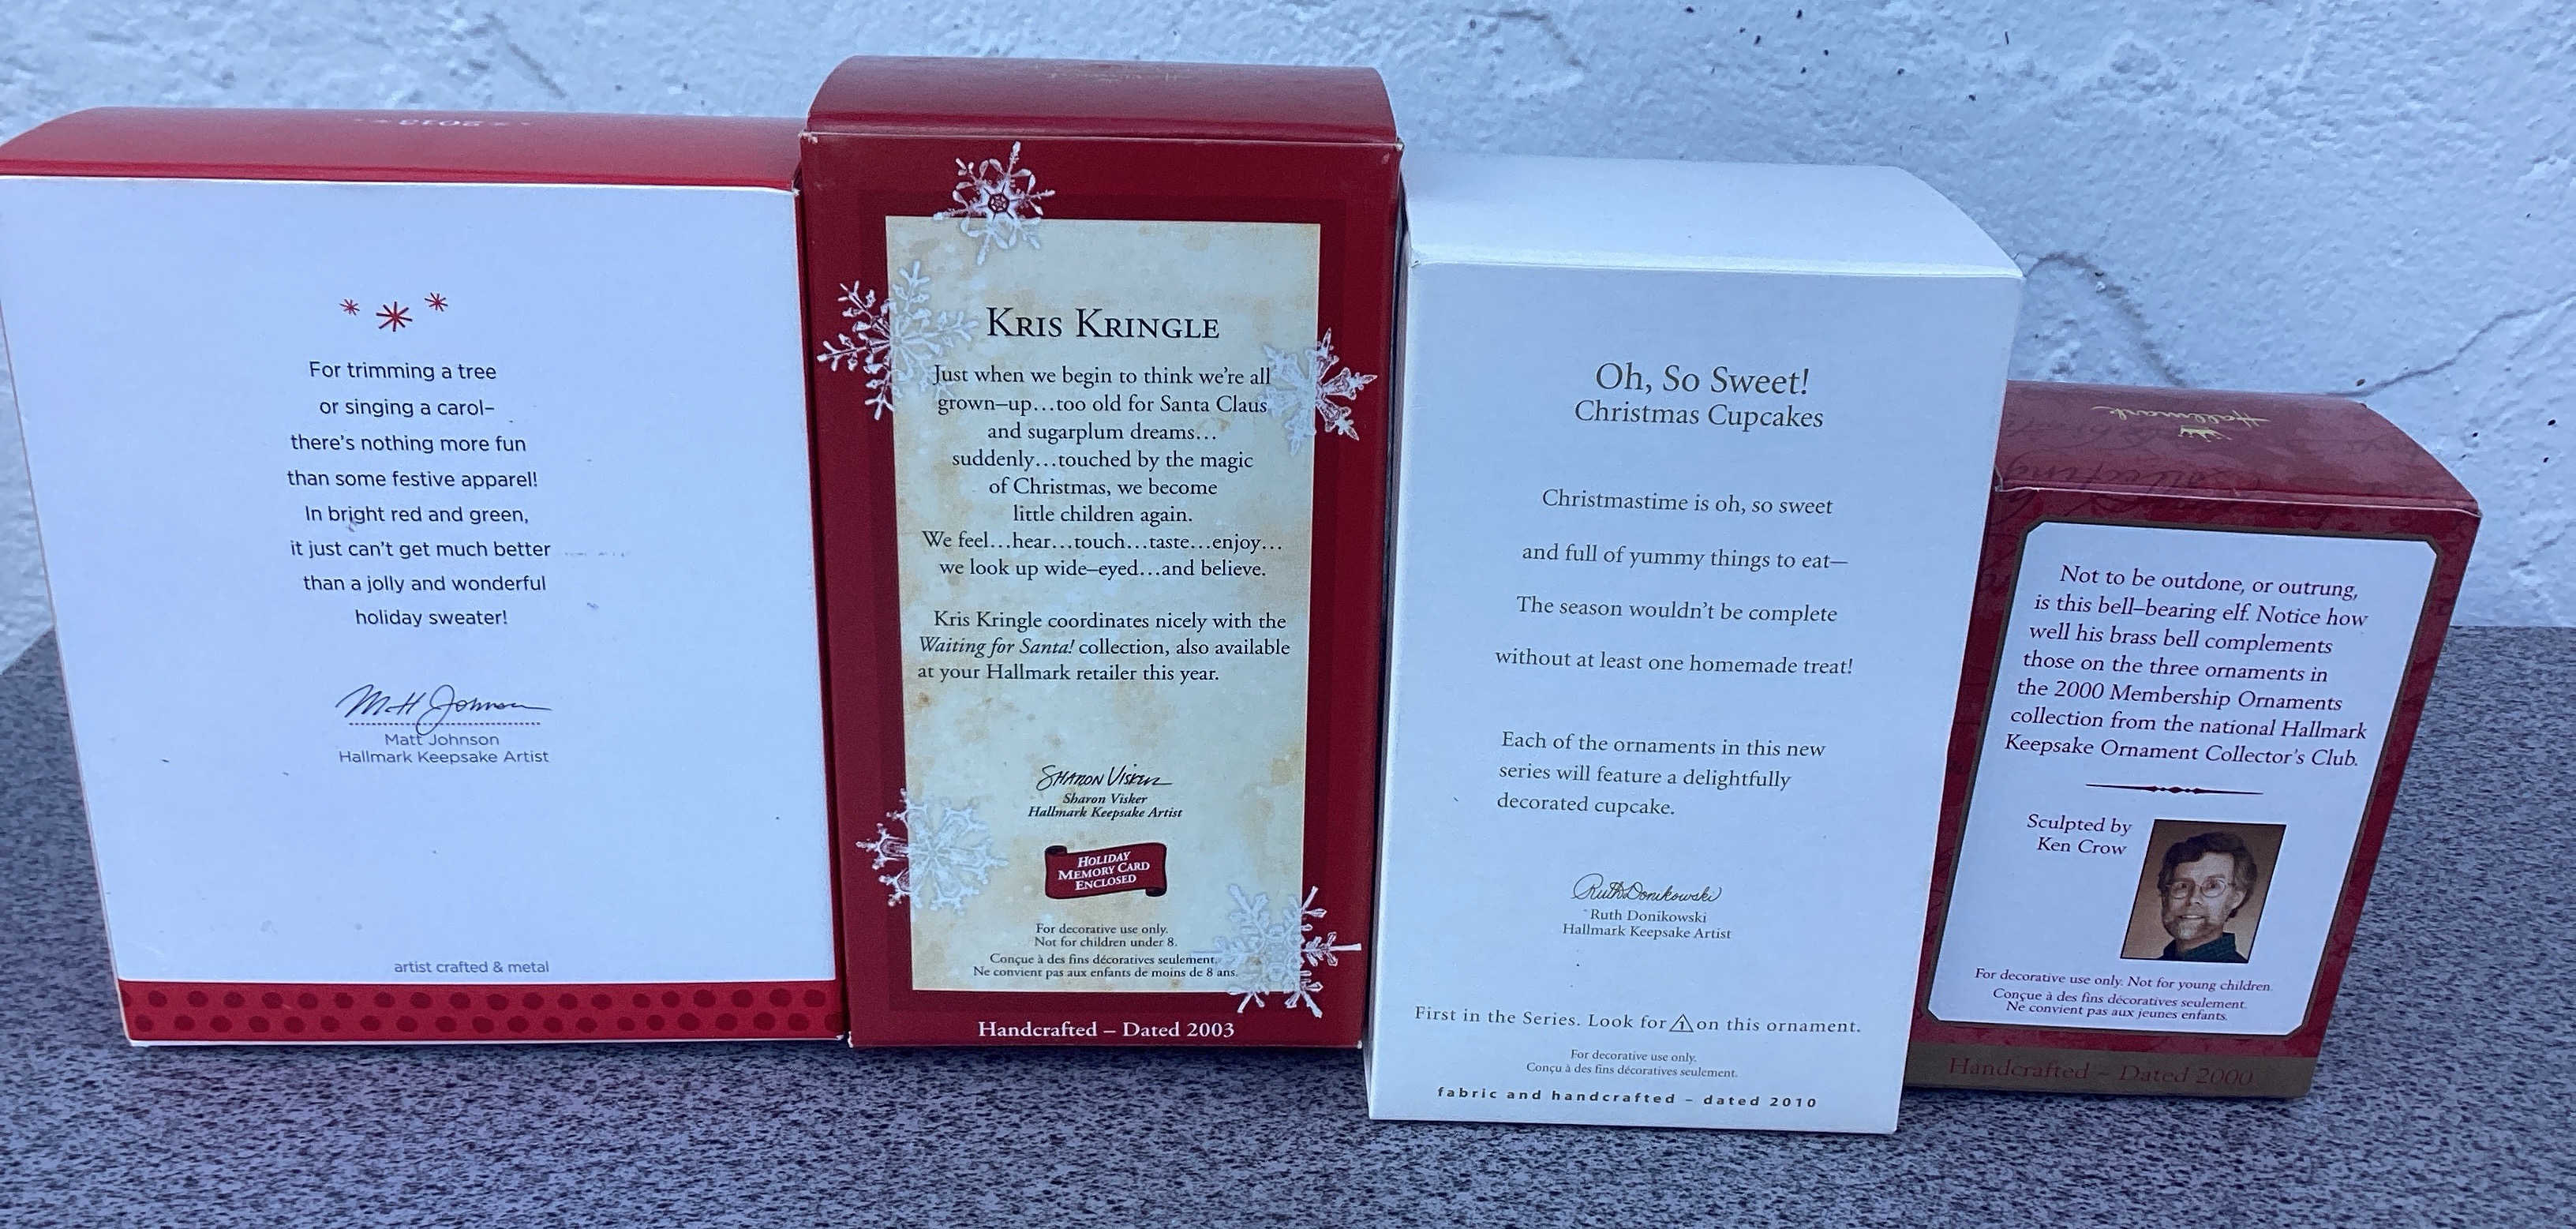 2013
For trimming a tree
or singing a carol–
there's nothing more fun
than some festive apparel!
In bright red and green,
it just can't get much better
than a jolly and wonderful
holiday sweater!
Matt Johnson
Matt Johnson
Hallmark Keepsake Artist
artist crafted & metal
Hallmark
KRIS KRINGLE
Just when we begin to think we're all
grown–up...too old for Santa Claus
and sugarplum dreams...
suddenly...touched by the magic
of Christmas, we become
little children again.
We feel...hear...touch...taste...enjoy...
we look up wide–eyed...and believe.
Kris Kringle coordinates nicely with the
Waiting for Santa! collection, also available
at your Hallmark retailer this year.
Sharon Visker
Sharon Visker
Hallmark Keepsake Artist
HOLIDAY
MEMORY CARD
ENCLOSED
For decorative use only.
Not for children under 8.
Conçue à des fins décoratives seulement.
Ne convient pas aux enfants de moins de 8 ans.
Handcrafted – Dated 2003
Oh, So Sweet!
Christmas Cupcakes
Christmastime is oh, so sweet
and full of yummy things to eat—
The season wouldn't be complete
without at least one homemade treat!
Each of the ornaments in this new
series will feature a delightfully
decorated cupcake.
Ruth Donikowski
Ruth Donikowski
Hallmark Keepsake Artist
First in the Series. Look for 1 on this ornament.
For decorative use only.
Conçu à des fins décoratives seulement.
fabric and handcrafted – dated 2010
Hallmark
Not to be outdone, or outrung,
is this bell–bearing elf. Notice how
well his brass bell complements
those on the three ornaments in
the 2000 Membership Ornaments
collection from the national Hallmark
Keepsake Ornament Collector's Club.
Sculpted by
Ken Crow
For decorative use only. Not for young children.
Conçue à des fins décoratives seulement.
Ne convient pas aux jeunes enfants.
Handcrafted – Dated 2000